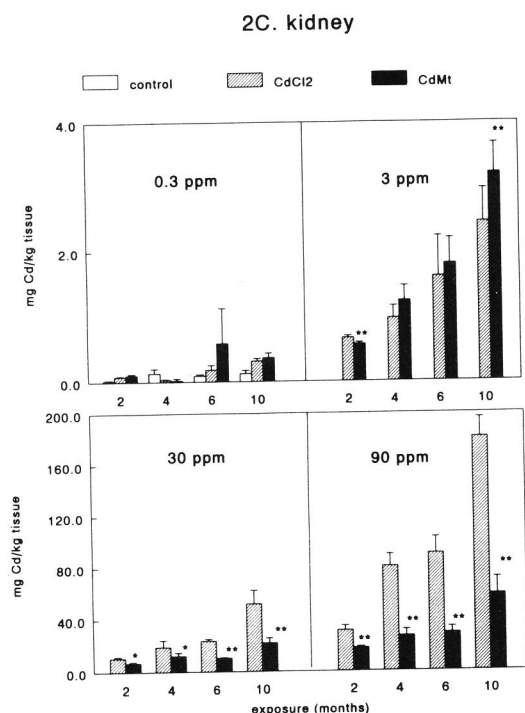 2C. kidney
control CdCl2 CdMt
4.0
2.0
0.0
mg Cd/kg tissue
0.3 ppm
3 ppm
** **
2 4 6 10 2 4 6 10
200.0
160.0
120.0
80.0
40.0
0.0
mg Cd/kg tissue
30 ppm
90 ppm
* * ** ** ** ** ** **
2 4 6 10 2 4 6 10
exposure (months)